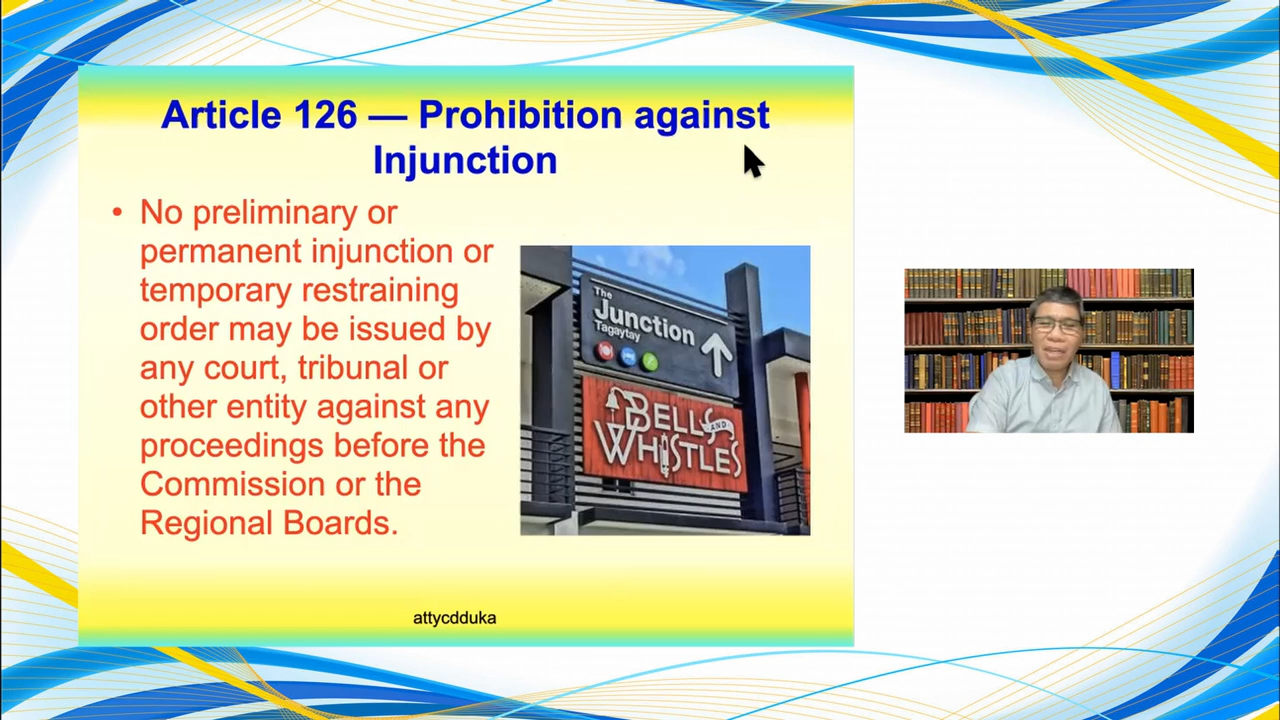 Article 126 — Prohibition against
Injunction
• No preliminary or
permanent injunction or
temporary restraining
order may be issued by
any court, tribunal or
other entity against any
proceedings before the
Commission or the
Regional Boards.
The
Junction
Tagaytay
BELLS AND
WHISTLES
attycdduka